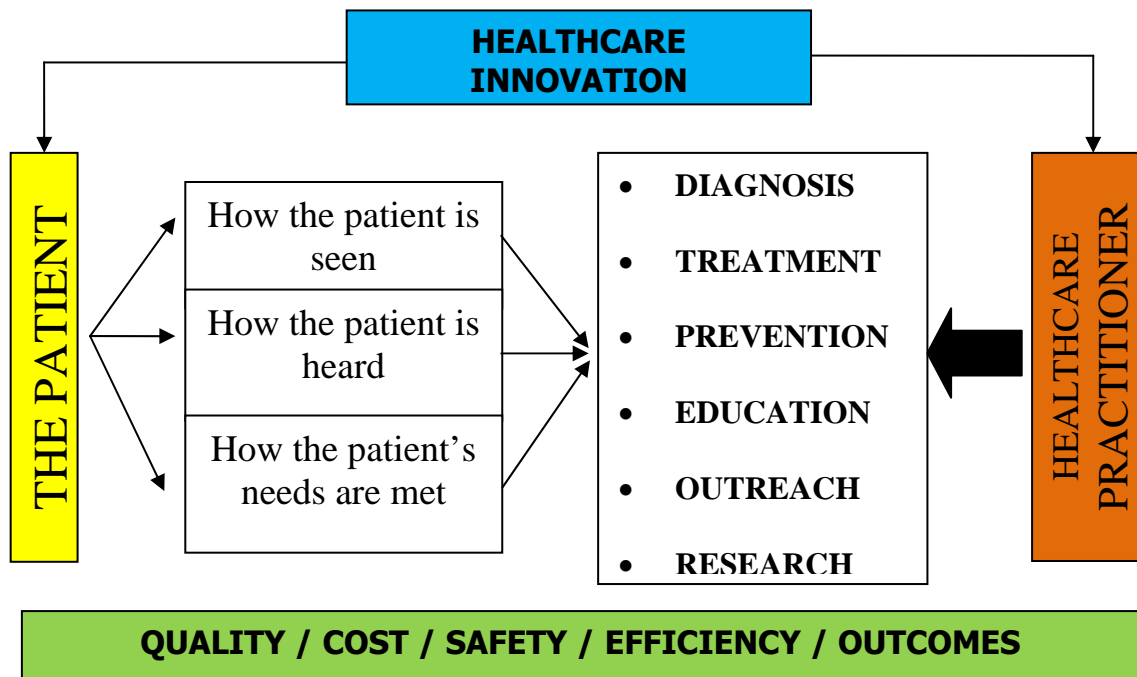 HEALTHCARE
INNOVATION
THE PATIENT
How the patient is
seen
How the patient is
heard
How the patient’s
needs are met
• DIAGNOSIS
• TREATMENT
• PREVENTION
• EDUCATION
• OUTREACH
• RESEARCH
HEALTHCARE
PRACTITIONER
QUALITY / COST / SAFETY / EFFICIENCY / OUTCOMES